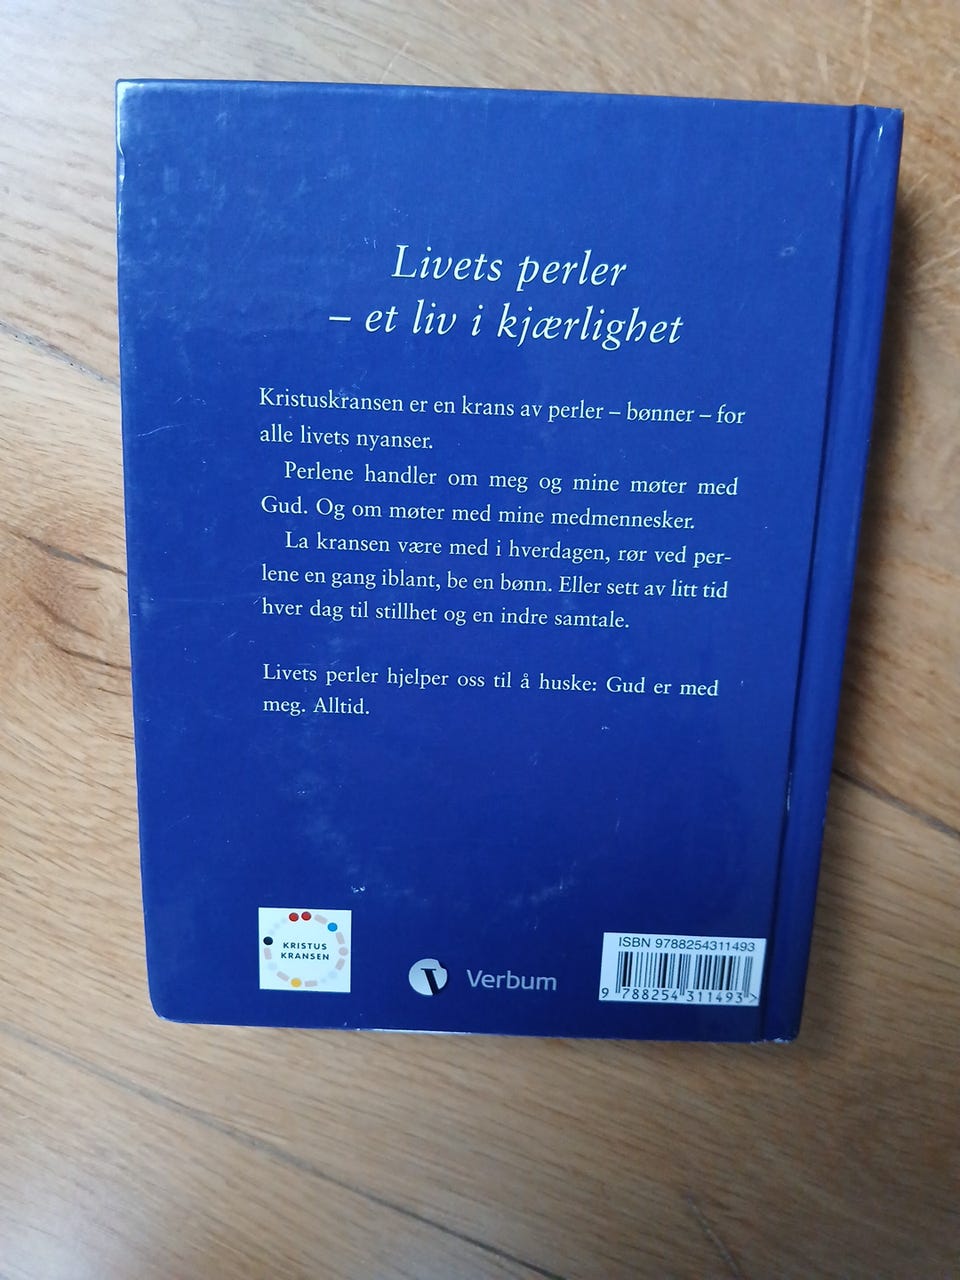 Livets perler
– et liv i kjærlighet
Kristuskransen er en krans av perler – bønner – for
alle livets nyanser.
Perlene handler om meg og mine møter med
Gud. Og om møter med mine medmennesker.
La kransen være med i hverdagen, rør ved per-
lene en gang iblant, be en bønn. Eller sett av litt tid
hver dag til stillhet og en indre samtale.
Livets perler hjelper oss til å huske: Gud er med
meg. Alltid.
KRISTUS
KRANSEN
Verbum
ISBN 9788254311493
9 788254 311493 >